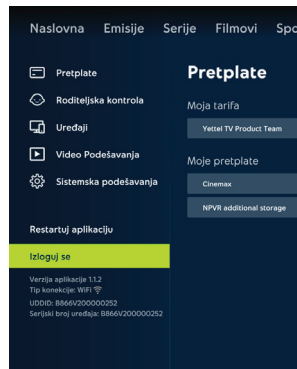 Naslovna Emisije Serije Filmovi Spo
Pretplate
Roditeljska kontrola
Uređaji
Video Podešavanja
Sistemska podešavanja
Restartuj aplikaciju
Izloguj se
Verzija aplikacije 1.1.2
Tip konekcije: WiFi
UDDID: B866V200000252
Serijski broj uređaja: B866V200000252
Pretplate
Moja tarifa
Yettel TV Product Team
Moje pretplate
Cinemax
NPVR additional storage